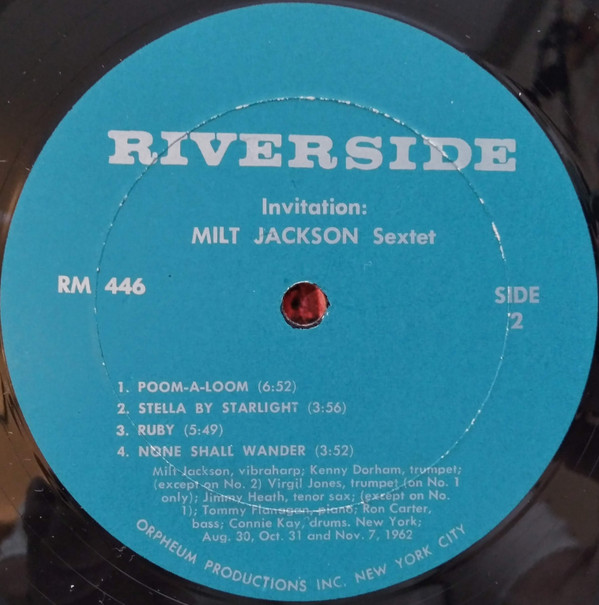 RIVERSIDE
Invitation:
MILT JACKSON Sextet
RM 446
SIDE
2
1. POOM-A-LOOM (6:52)
2. STELLA BY STARLIGHT (3:56)
3. RUBY (5:49)
4. NONE SHALL WANDER (3:52)
Milt Jackson, vibraharp; Kenny Dorham, trumpet;
(except on No. 2) Virgil Jones, trumpet (on No. 1
only); Jimmy Heath, tenor sax; (except on No.
1); Tommy Flanagan, piano; Ron Carter,
bass; Connie Kay, drums. New York;
Aug. 30, Oct. 31 and Nov. 7, 1962
ORPHEUM PRODUCTIONS INC. NEW YORK CITY